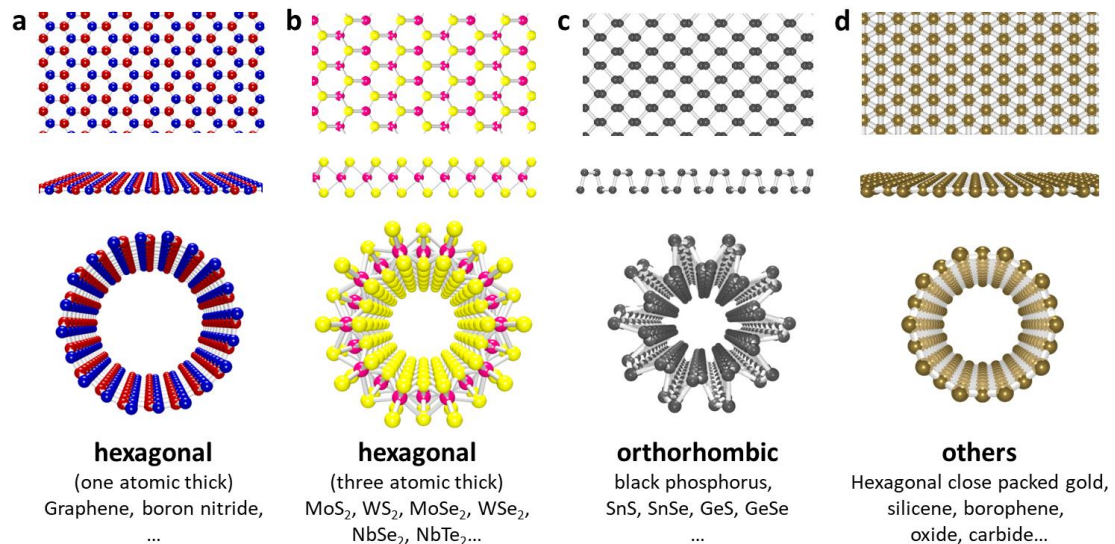 a
b
c
d
hexagonal
(one atomic thick)
Graphene, boron nitride,
...
hexagonal
(three atomic thick)
MoS₂, WS₂, MoSe₂, WSe₂,
NbSe₂, NbTe₂...
orthorhombic
black phosphorus,
SnS, SnSe, GeS, GeSe
...
others
Hexagonal close packed gold,
silicene, borophene,
oxide, carbide...